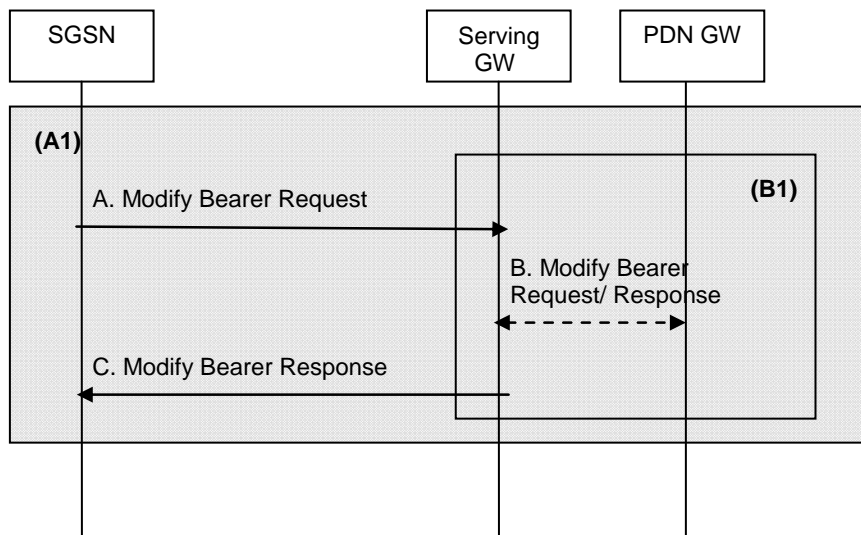 SGSN
Serving
GW
PDN GW
(A1)
(B1)
A. Modify Bearer Request
B. Modify Bearer
Request/ Response
C. Modify Bearer Response